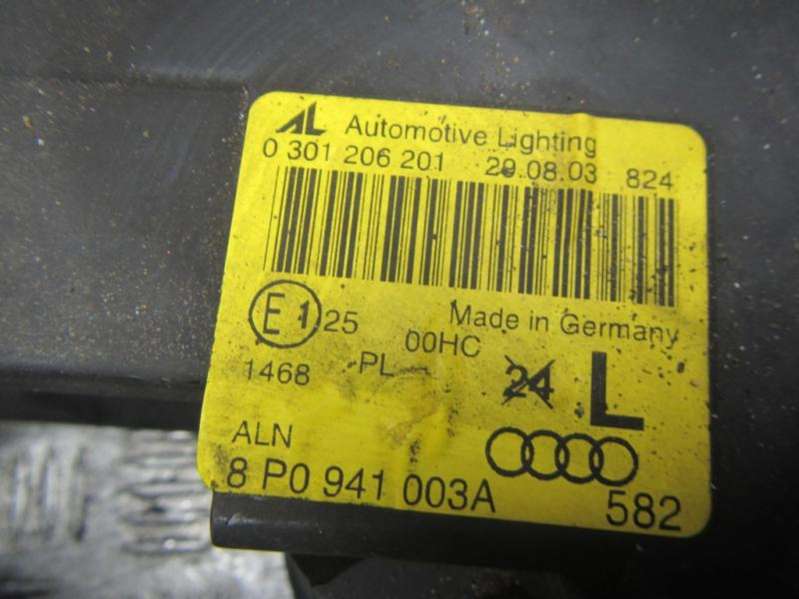 AL Automotive Lighting
0 301 206 201 29.08.03 824
E1 25 00HC Made in Germany
1468 PL 24 L
ALN
8 P0 941 003A 582